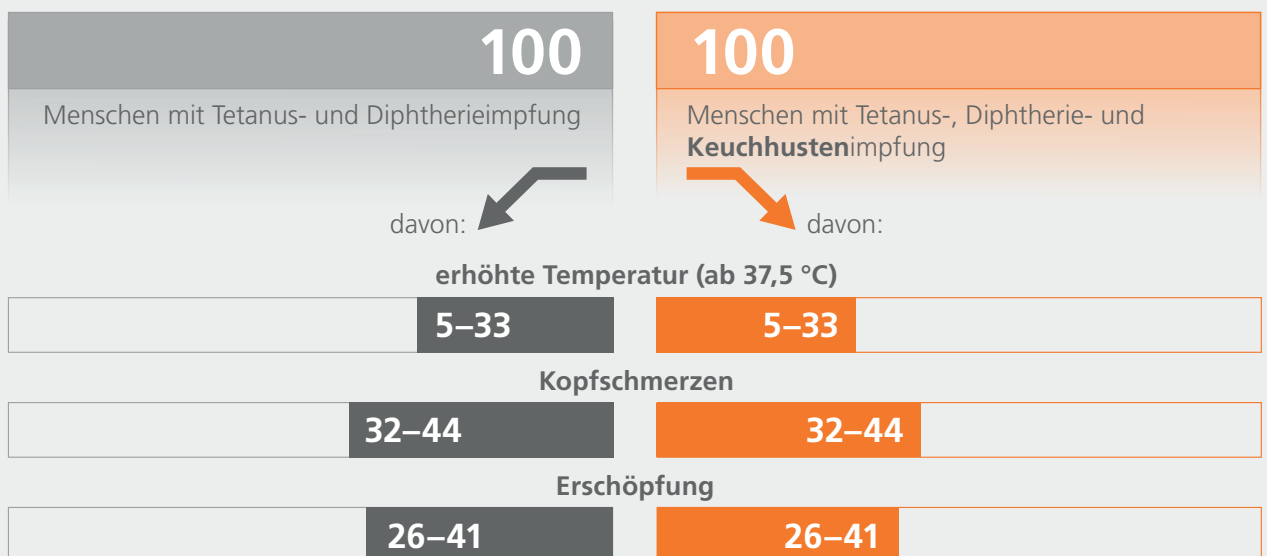 100
Menschen mit Tetanus- und Diphtherieimpfung
davon:
100
Menschen mit Tetanus-, Diphtherie- und
Keuchhustenimpfung
davon:
erhöhte Temperatur (ab 37,5 °C)
5–33
5–33
Kopfschmerzen
32–44
32–44
Erschöpfung
26–41
26–41